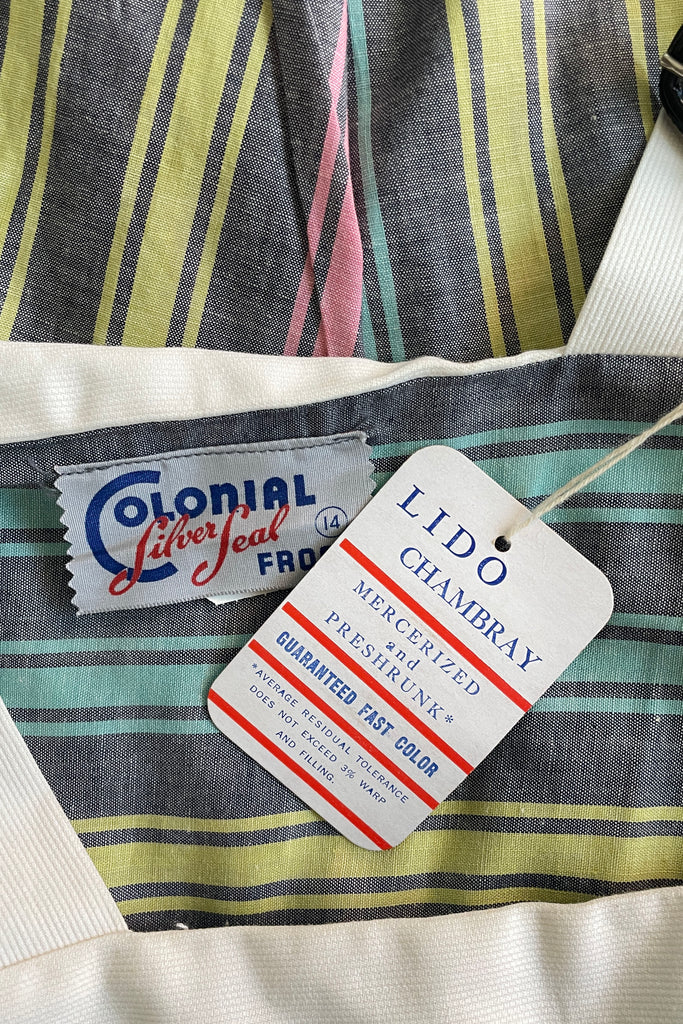 COLONIAL
Silver Seal
14
LIDO
CHAMBRAY
MERCERIZED
and
PRESHRUNK*
GUARANTEED FAST COLOR
*AVERAGE RESIDUAL TOLERANCE
DOES NOT EXCEED 3% WARP
AND FILLING.